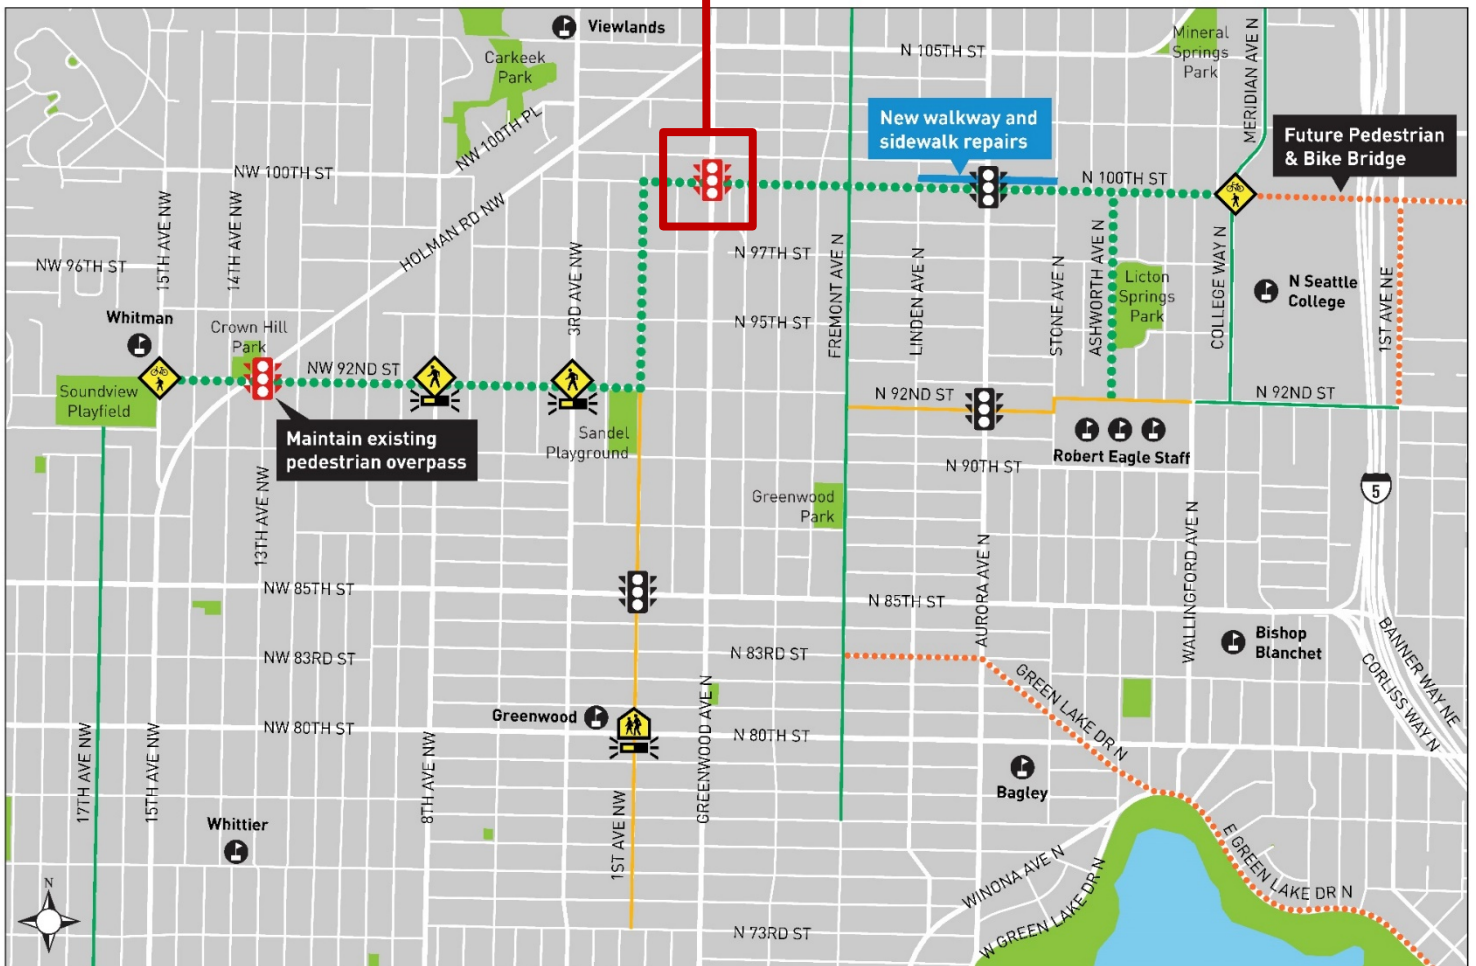 Viewlands
Carkeek
Park
N 105TH ST
Mineral
Springs
Park
MERIDIAN AVE N
New walkway and
sidewalk repairs
Future Pedestrian
& Bike Bridge
NW 100TH PL
NW 100TH ST
N 100TH ST
15TH AVE NW
14TH AVE NW
HOLMAN RD NW
3RD AVE NW
N 97TH ST
NW 96TH ST
FREMONT AVE N
LINDEN AVE N
STONE AVE N
ASHWORTH AVE N
Licton
Springs
Park
COLLEGE WAY N
N Seattle
College
1ST AVE NE
Whitman
Crown Hill
Park
N 95TH ST
NW 92ND ST
N 92ND ST
N 92ND ST
Soundview
Playfield
Maintain existing
pedestrian overpass
Sandel
Playground
Robert Eagle Staff
N 90TH ST
Greenwood
Park
5
13TH AVE NW
AURORA AVE N
WALLINGFORD AVE N
NW 85TH ST
N 85TH ST
Bishop
Blanchet
BANNER WAY NE
CORLISS WAY N
NW 83RD ST
N 83RD ST
GREEN LAKE DR N
Greenwood
GREENWOOD AVE N
NW 80TH ST
N 80TH ST
17TH AVE NW
15TH AVE NW
8TH AVE NW
1ST AVE NW
Bagley
Whittier
WINONA AVE N
W GREEN LAKE DR N
E GREEN LAKE DR N
N
N 73RD ST